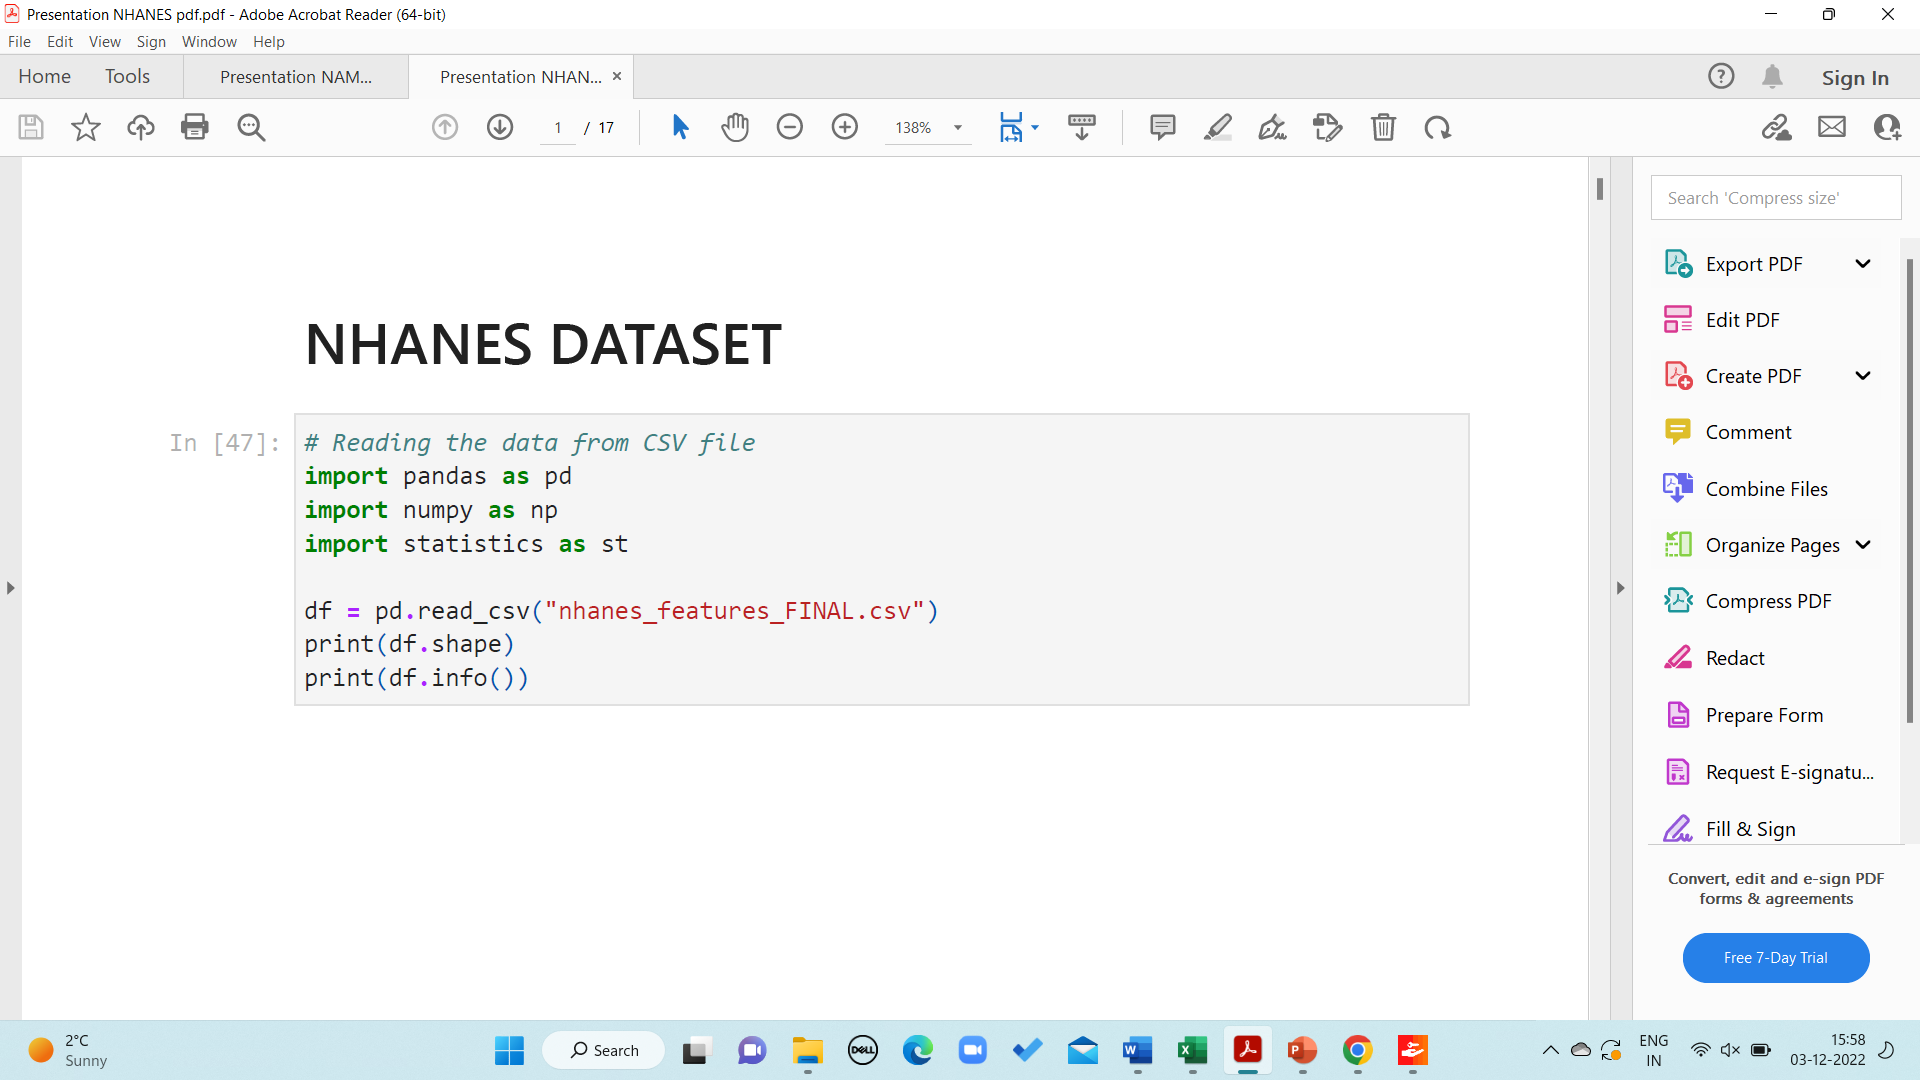 Presentation NHANES pdf.pdf - Adobe Acrobat Reader (64-bit)
File Edit View Sign Window Help
Home Tools Presentation NAM... Presentation NHAN... ×
Sign In
1 / 17 138%
Search 'Compress size'
Export PDF
Edit PDF
Create PDF
Comment
Combine Files
Organize Pages
Compress PDF
Redact
Prepare Form
Request E-signatu...
Fill & Sign
Convert, edit and e-sign PDF
forms & agreements
Free 7-Day Trial
NHANES DATASET
In [47]:
# Reading the data from CSV file
import pandas as pd
import numpy as np
import statistics as st
df = pd.read_csv("nhanes_features_FINAL.csv")
print(df.shape)
print(df.info())
2°C
Sunny
Search
DELL
ENG
IN
15:58
03-12-2022